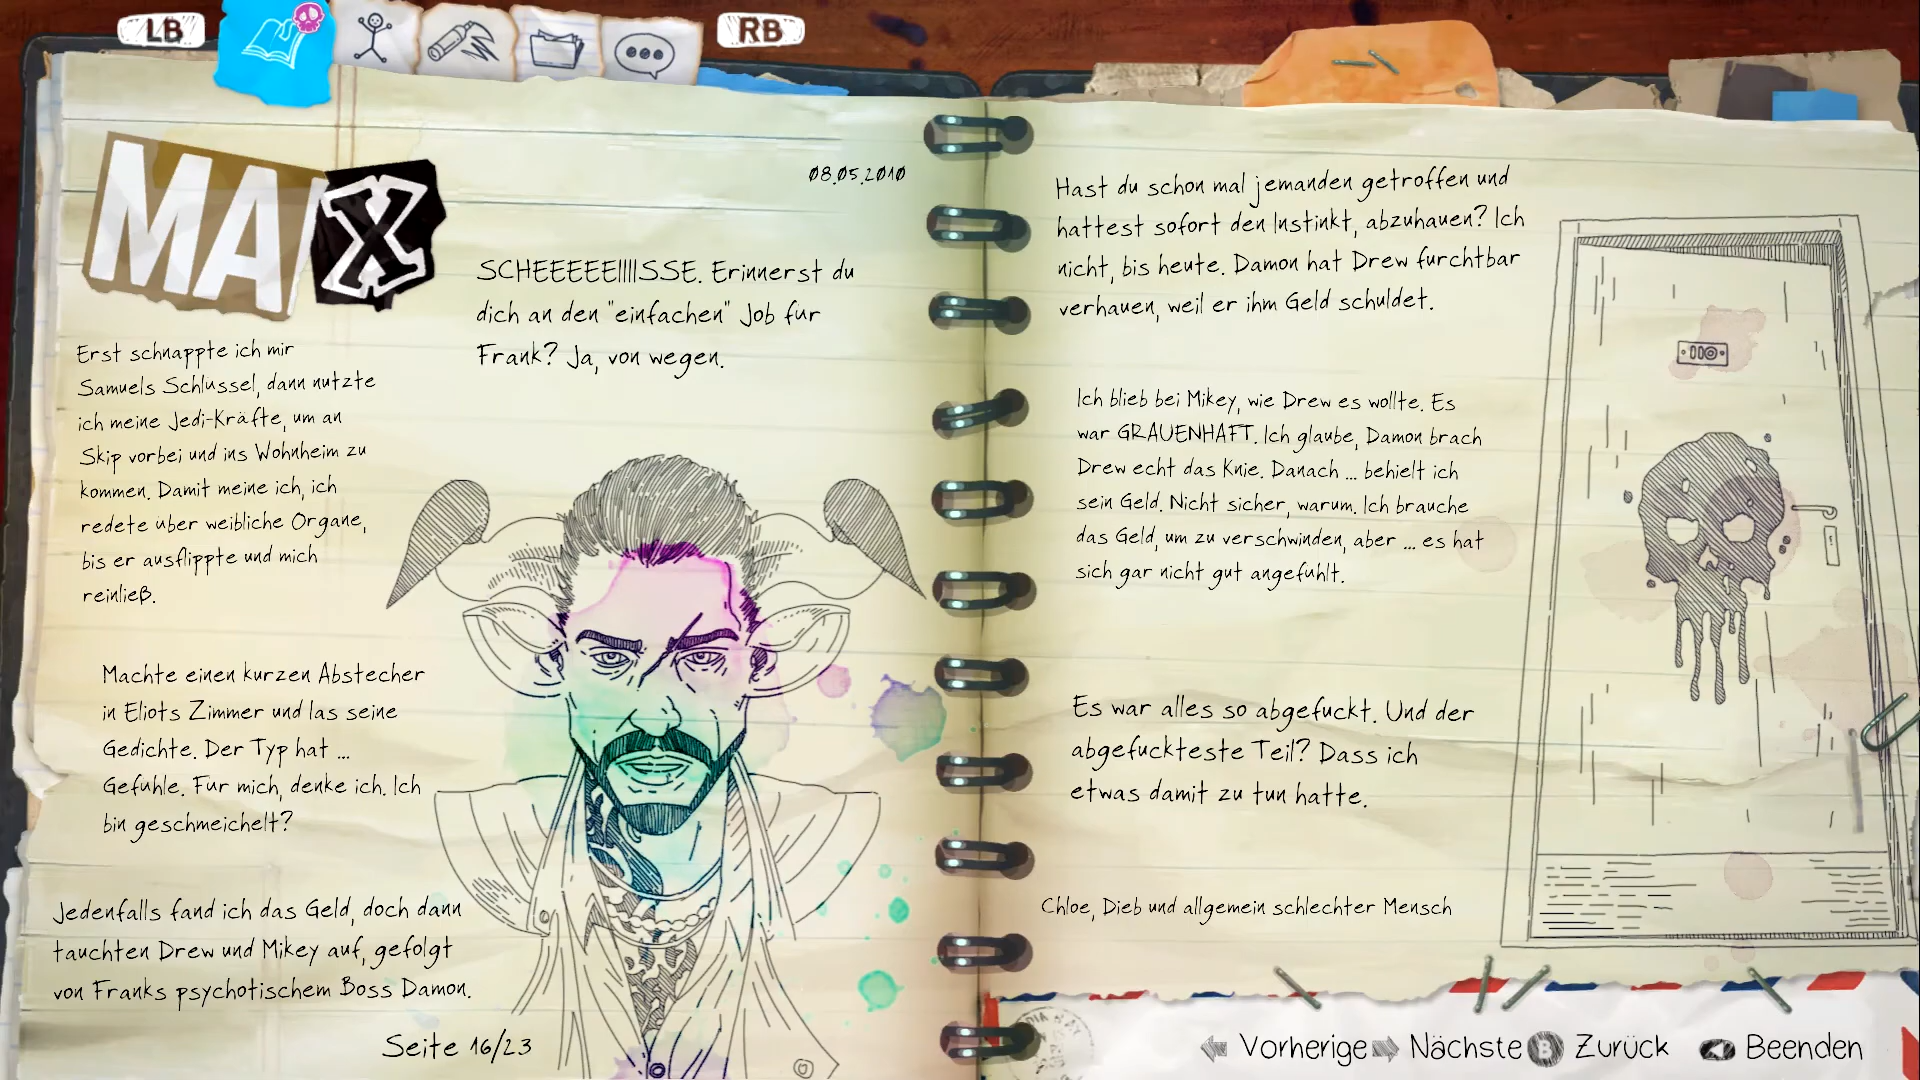 LB
RB
MAX
08.05.2010
SCHEEEEEIIIISSE. Erinnerst du
dich an den "einfachen" Job fur
Frank? Ja, von wegen.
Erst schnappte ich mir
Samuels Schlussel, dann nutzte
ich meine Jedi-Kräfte, um an
Skip vorbei und ins Wohnheim zu
kommen. Damit meine ich, ich
redete uber weibliche Organe,
bis er ausflippte und mich
reinließ.
Machte einen kurzen Abstecher
in Eliots Zimmer und las seine
Gedichte. Der Typ hat ...
Gefuhle. Fur mich, denke ich. Ich
bin geschmeichelt?
Jedenfalls fand ich das Geld, doch dann
tauchten Drew und Mikey auf, gefolgt
von Franks psychotischem Boss Damon.
Seite 16/23
Hast du schon mal jemanden getroffen und
hattest sofort den Instinkt, abzuhauen? Ich
nicht, bis heute. Damon hat Drew furchtbar
verhauen, weil er ihm Geld schuldet.
Ich blieb bei Mikey, wie Drew es wollte. Es
war GRAUENHAFT. Ich glaube, Damon brach
Drew echt das Knie. Danach ... behielt ich
sein Geld. Nicht sicher, warum. Ich brauche
das Geld, um zu verschwinden, aber ... es hat
sich gar nicht gut angefuhlt.
Es war alles so abgefuckt. Und der
abgefuckteste Teil? Dass ich
etwas damit zu tun hatte.
Chloe, Dieb und allgemein schlechter Mensch
Vorherige Nächste B Zurück Beenden